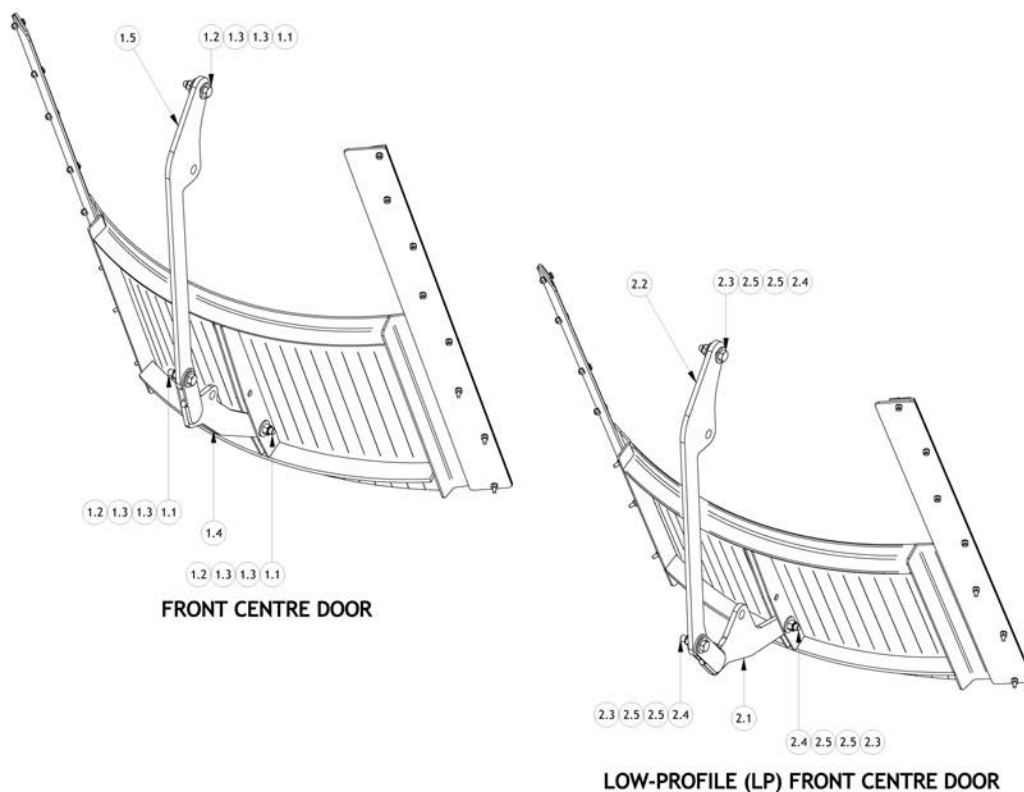 1.5
1.2 1.3 1.3 1.1
1.2 1.3 1.3 1.1
1.4
1.2 1.3 1.3 1.1
FRONT CENTRE DOOR
2.2
2.3 2.5 2.5 2.4
2.3 2.5 2.5 2.4
2.1
2.4 2.5 2.5 2.3
LOW-PROFILE (LP) FRONT CENTRE DOOR